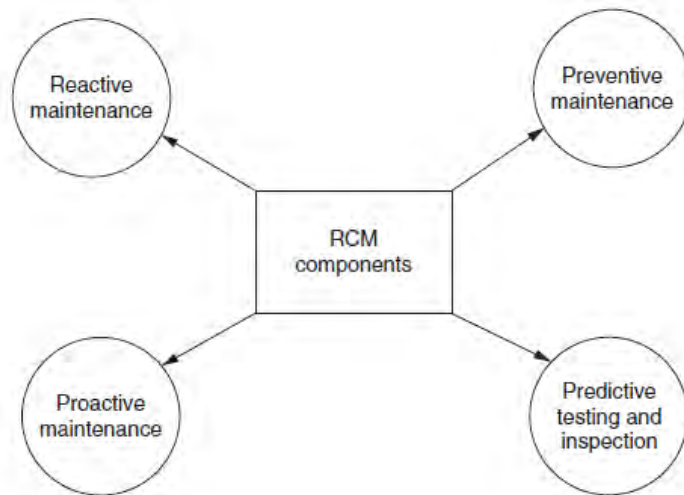 Reactive
maintenance
Preventive
maintenance
RCM
components
Proactive
maintenance
Predictive
testing and
inspection